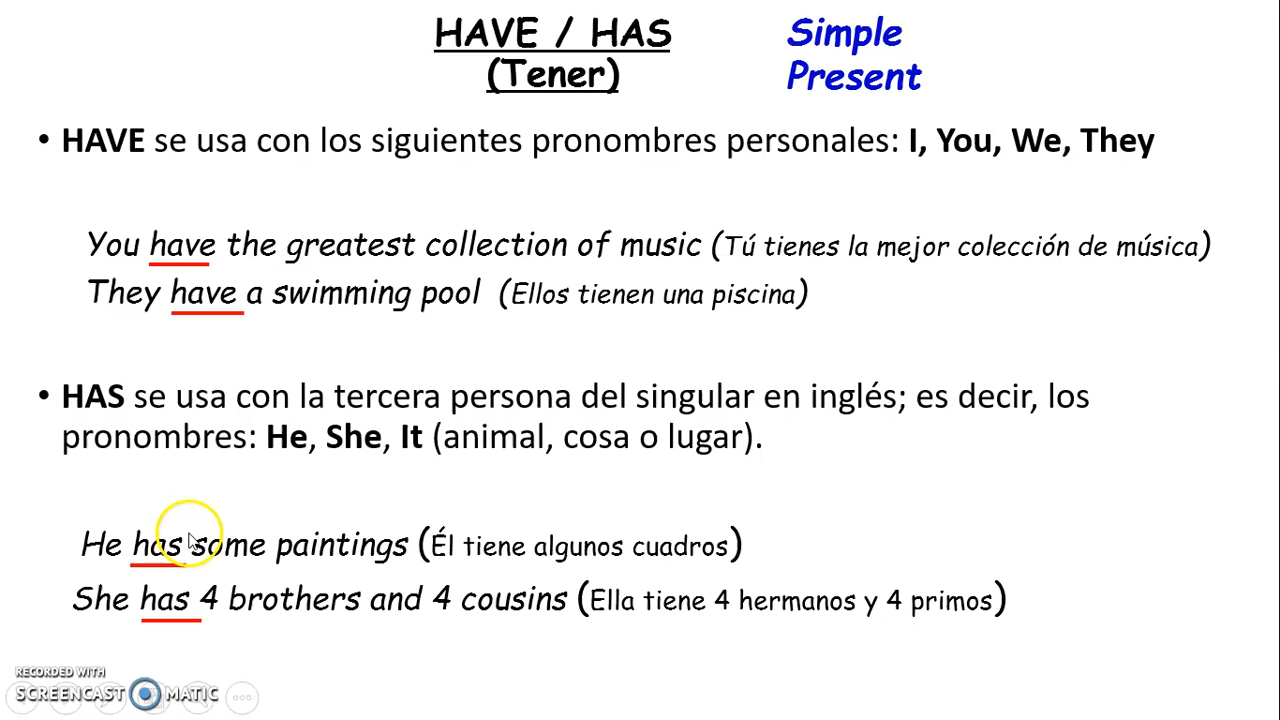 HAVE / HAS
(Tener)
Simple
Present
• HAVE se usa con los siguientes pronombres personales: I, You, We, They
You have the greatest collection of music (Tú tienes la mejor colección de música)
They have a swimming pool (Ellos tienen una piscina)
• HAS se usa con la tercera persona del singular en inglés; es decir, los
pronombres: He, She, It (animal, cosa o lugar).
He has some paintings (Él tiene algunos cuadros)
She has 4 brothers and 4 cousins (Ella tiene 4 hermanos y 4 primos)
RECORDED WITH
SCREENCAST MATIC